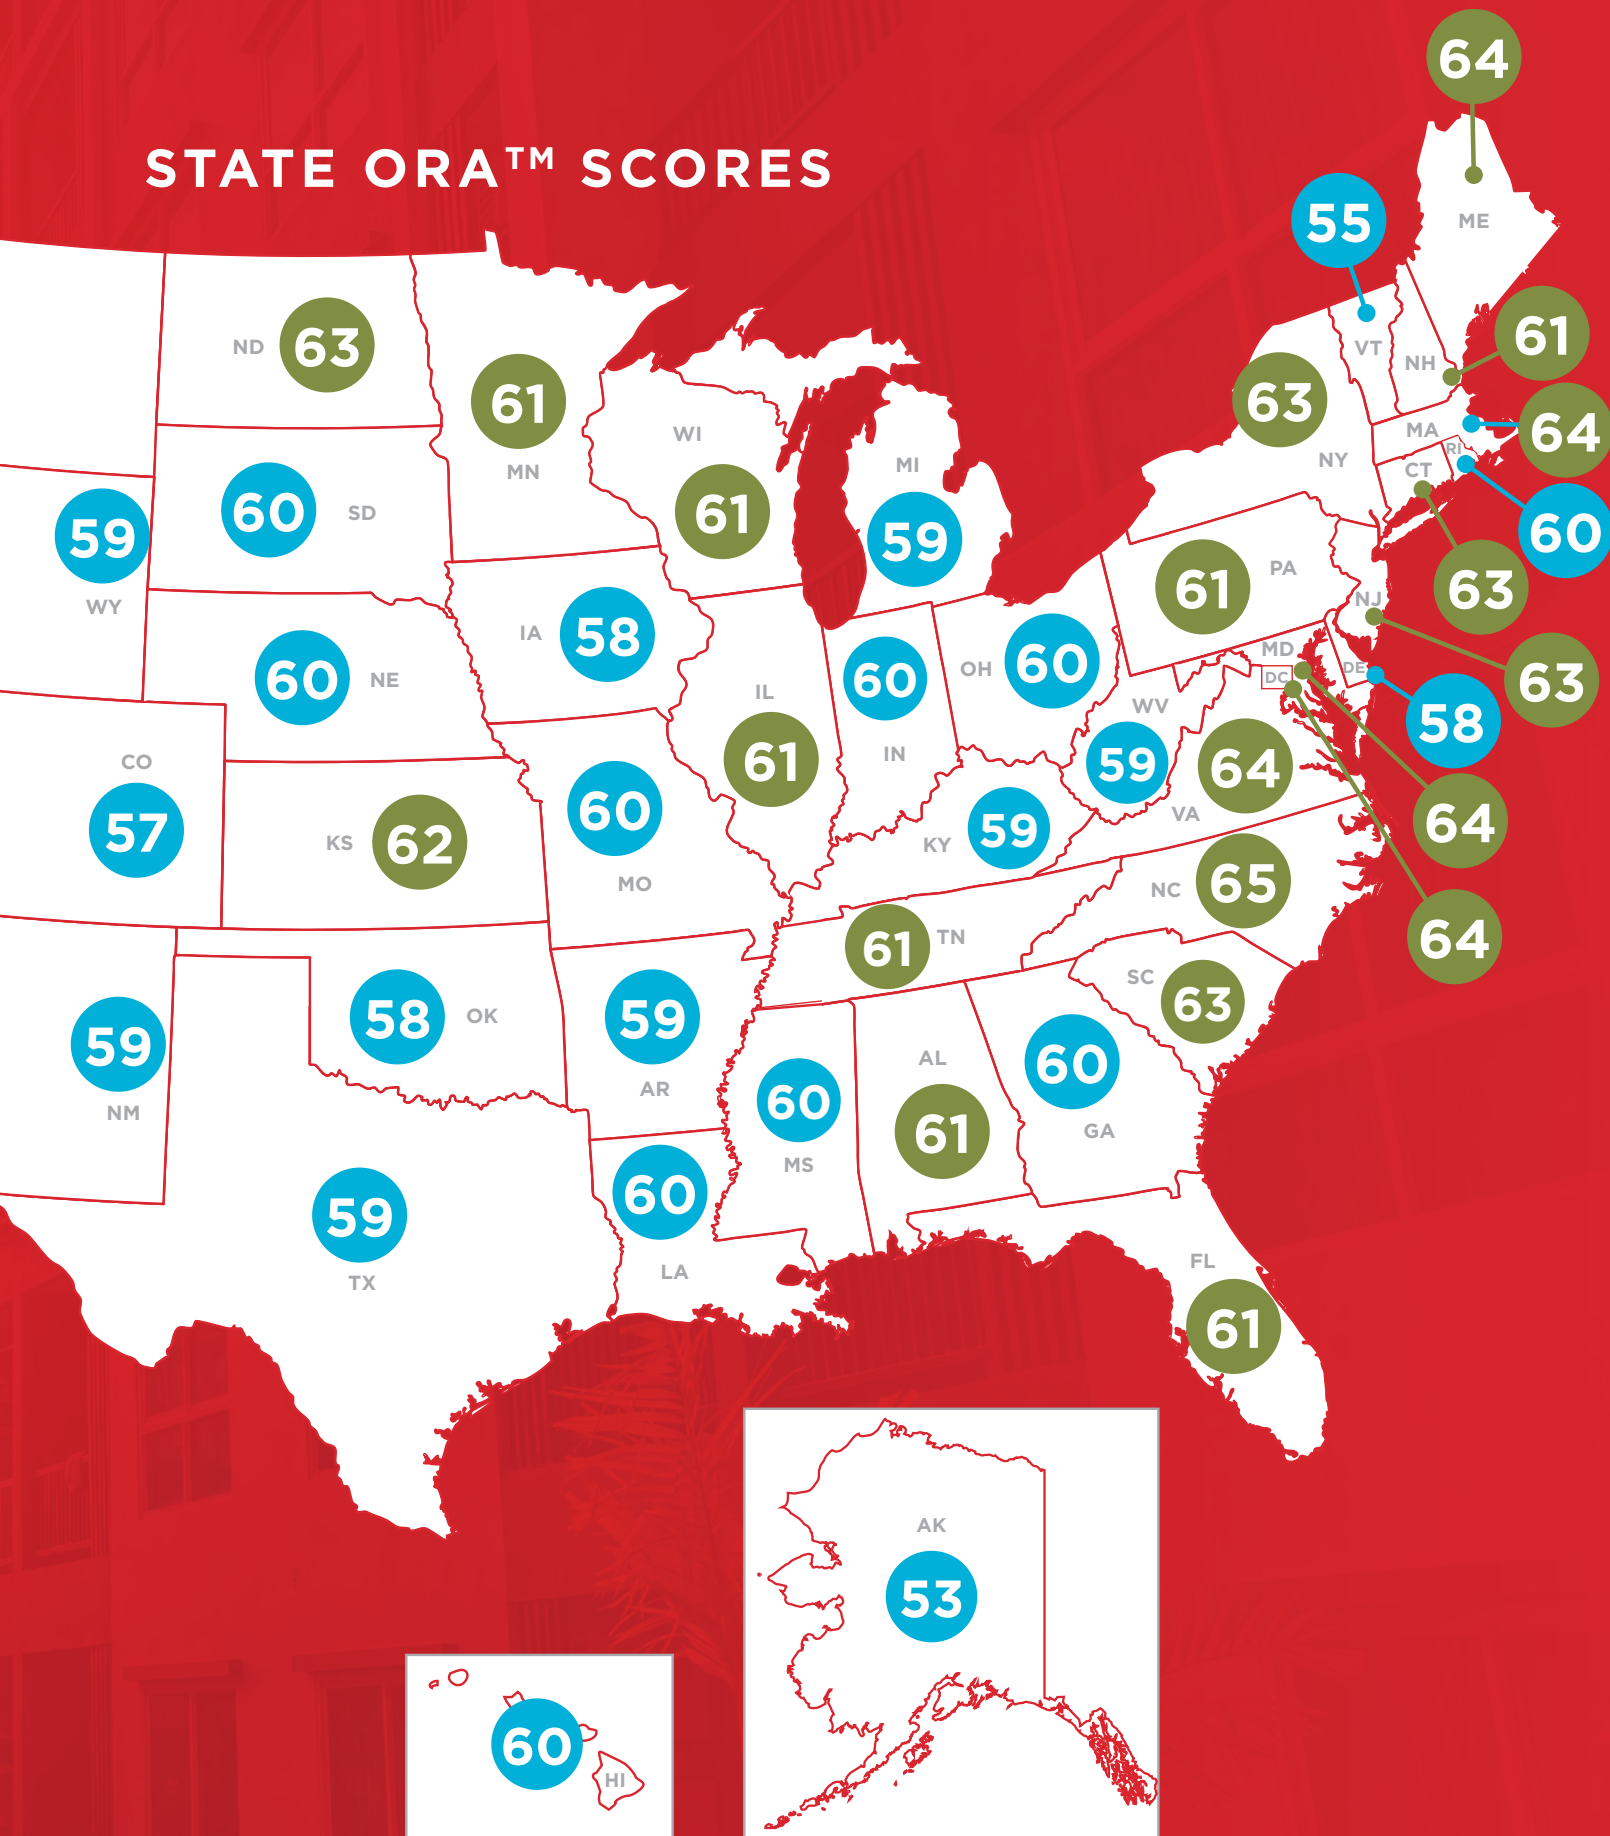 STATE ORA™ SCORES
64
ME
55
VT
61
NH
64
MA
RI
60
CT
63
63
NY
ND
63
61
MN
WI
61
MI
59
60
SD
59
WY
61
PA
NJ
63
IA
58
60
NE
IL
61
60
IN
OH
60
MD
DC
DE
58
WV
59
64
VA
64
64
CO
57
KS
62
60
MO
KY
59
NC
65
61
TN
SC
63
59
NM
58
OK
59
AR
60
MS
AL
61
60
GA
59
TX
60
LA
FL
61
AK
53
60
HI